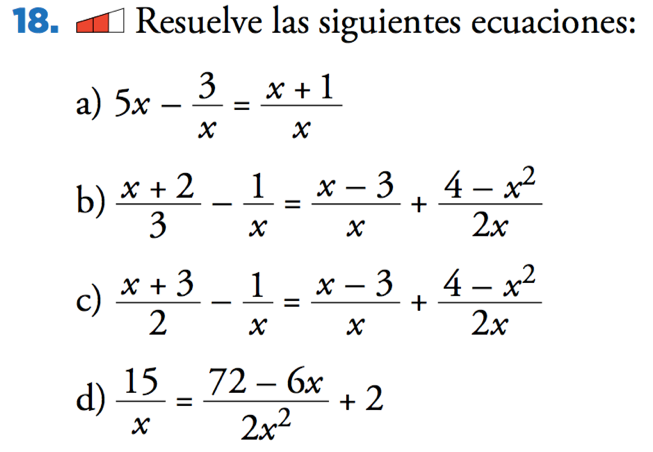 18. Resuelve las siguientes ecuaciones:
a) 5x − 3/x = (x + 1)/x
b) (x + 2)/3 − 1/x = (x − 3)/x + (4 − x²)/2x
c) (x + 3)/2 − 1/x = (x − 3)/x + (4 − x²)/2x
d) 15/x = (72 − 6x)/2x² + 2